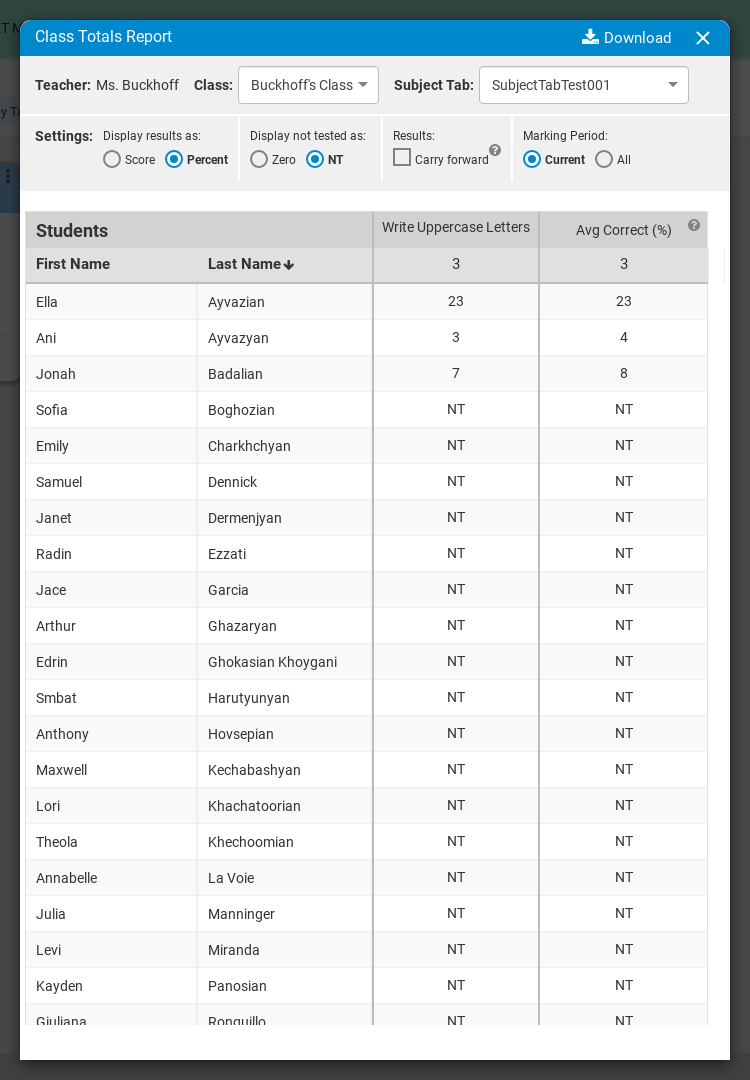 T M
Class Totals Report
Download
Teacher: Ms. Buckhoff Class: Buckhoff's Class Subject Tab: SubjectTabTest001
y Ta
Settings: Display results as: Display not tested as: Results: Marking Period:
Score Percent Zero NT Carry forward ? Current All
Students Write Uppercase Letters Avg Correct (%) ?
First Name Last Name 3 3
Ella Ayvazian 23 23
Ani Ayvazyan 3 4
Jonah Badalian 7 8
Sofia Boghozian NT NT
Emily Charkhchyan NT NT
Samuel Dennick NT NT
Janet Dermenjyan NT NT
Radin Ezzati NT NT
Jace Garcia NT NT
Arthur Ghazaryan NT NT
Edrin Ghokasian Khoygani NT NT
Smbat Harutyunyan NT NT
Anthony Hovsepian NT NT
Maxwell Kechabashyan NT NT
Lori Khachatoorian NT NT
Theola Khechoomian NT NT
Annabelle La Voie NT NT
Julia Manninger NT NT
Levi Miranda NT NT
Kayden Panosian NT NT
Giuliana Ronquillo NT NT